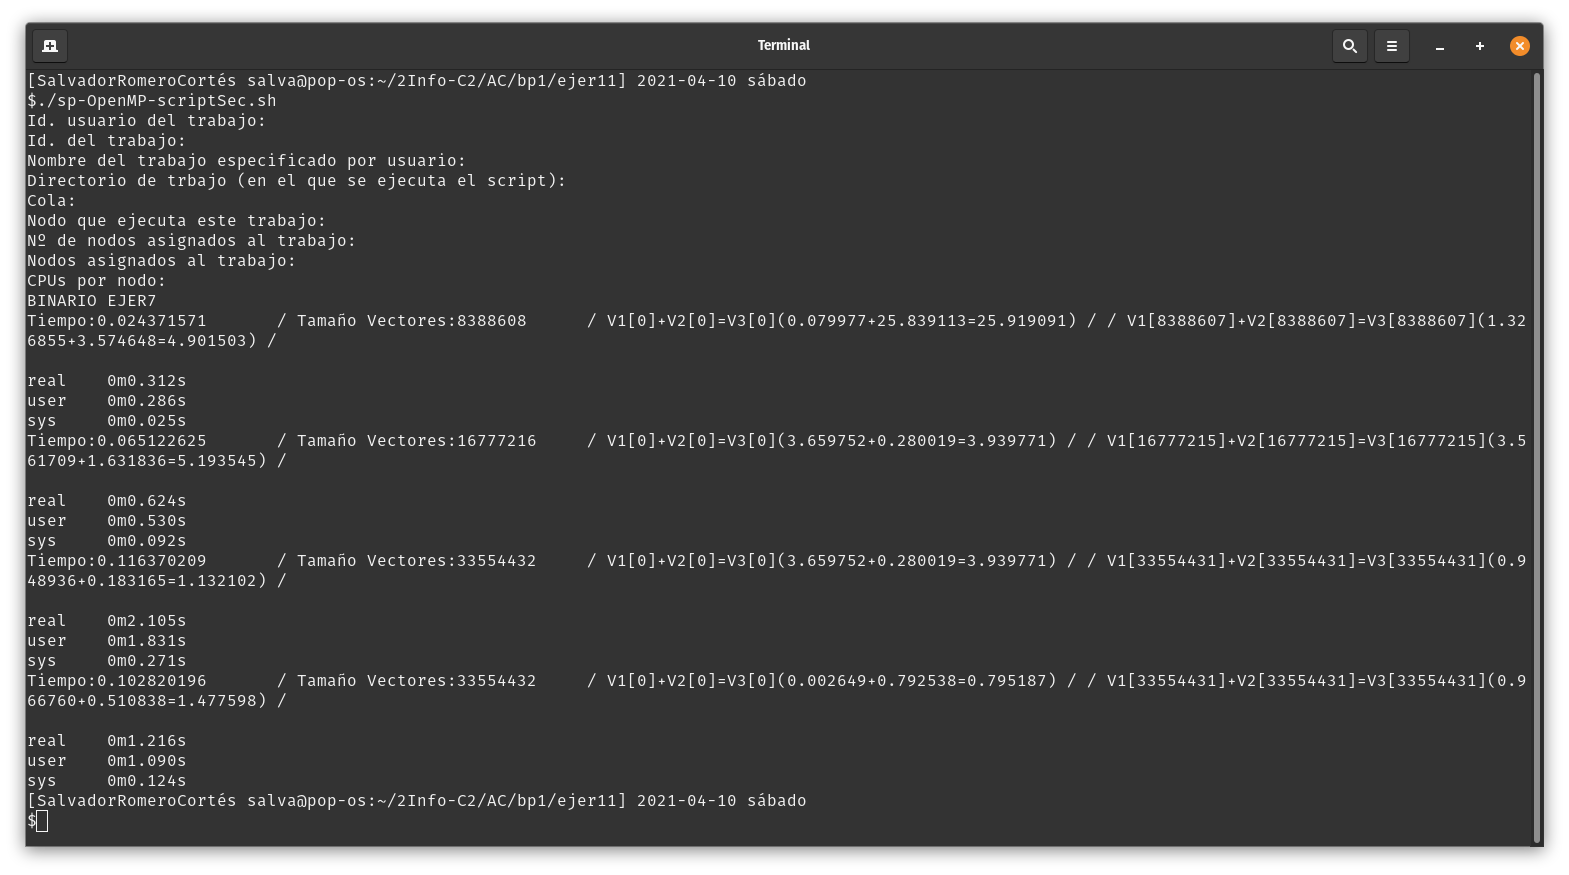 Terminal
[SalvadorRomeroCortés salva@pop-os:~/2Info-C2/AC/bp1/ejer11] 2021-04-10 sábado
$./sp-OpenMP-scriptSec.sh
Id. usuario del trabajo:
Id. del trabajo:
Nombre del trabajo especificado por usuario:
Directorio de trbajo (en el que se ejecuta el script):
Cola:
Nodo que ejecuta este trabajo:
Nº de nodos asignados al trabajo:
Nodos asignados al trabajo:
CPUs por nodo:
BINARIO EJER7
Tiempo:0.024371571       / Tamaño Vectores:8388608      / V1[0]+V2[0]=V3[0](0.079977+25.839113=25.919091) / / V1[8388607]+V2[8388607]=V3[8388607](1.32
6855+3.574648=4.901503) /
real    0m0.312s
user    0m0.286s
sys     0m0.025s
Tiempo:0.065122625       / Tamaño Vectores:16777216     / V1[0]+V2[0]=V3[0](3.659752+0.280019=3.939771) / / V1[16777215]+V2[16777215]=V3[16777215](3.5
61709+1.631836=5.193545) /
real    0m0.624s
user    0m0.530s
sys     0m0.092s
Tiempo:0.116370209       / Tamaño Vectores:33554432     / V1[0]+V2[0]=V3[0](3.659752+0.280019=3.939771) / / V1[33554431]+V2[33554431]=V3[33554431](0.9
48936+0.183165=1.132102) /
real    0m2.105s
user    0m1.831s
sys     0m0.271s
Tiempo:0.102820196       / Tamaño Vectores:33554432     / V1[0]+V2[0]=V3[0](0.002649+0.792538=0.795187) / / V1[33554431]+V2[33554431]=V3[33554431](0.9
66760+0.510838=1.477598) /
real    0m1.216s
user    0m1.090s
sys     0m0.124s
[SalvadorRomeroCortés salva@pop-os:~/2Info-C2/AC/bp1/ejer11] 2021-04-10 sábado
$